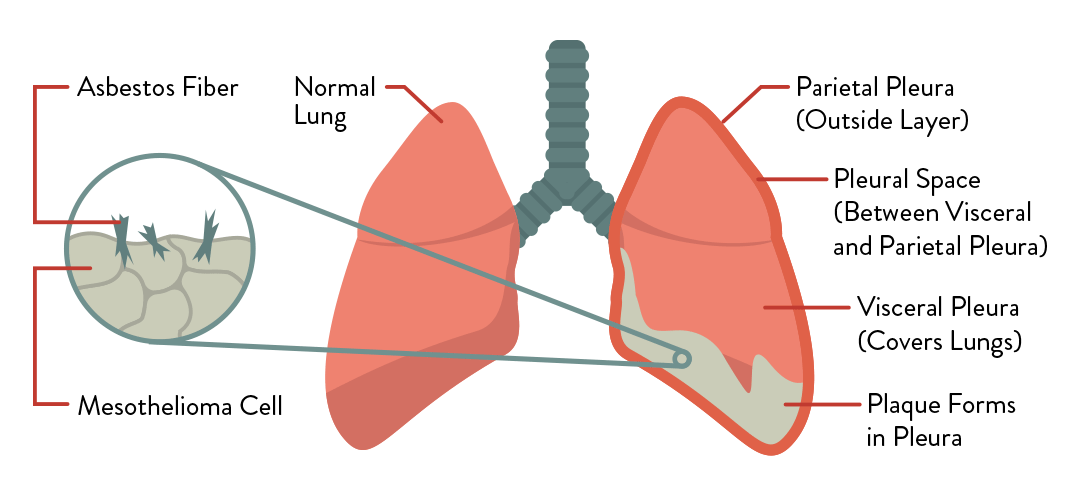 Asbestos Fiber
Normal
Lung
Parietal Pleura
(Outside Layer)
Pleural Space
(Between Visceral
and Parietal Pleura)
Visceral Pleura
(Covers Lungs)
Mesothelioma Cell
Plaque Forms
in Pleura